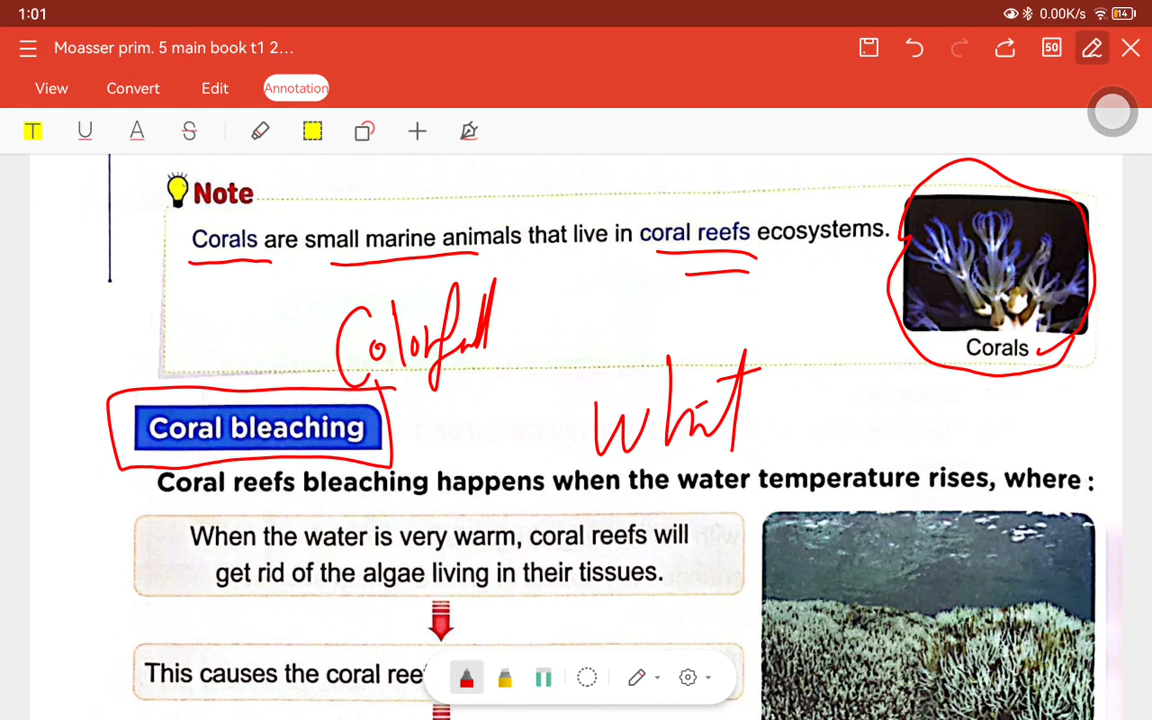 1:01 0.00K/s 14
Moasser prim. 5 main book t1 2... 50
View Convert Edit Annotation
T U A S
Note
Corals are small marine animals that live in coral reefs ecosystems.
Colorfull
Corals
Whit
Coral bleaching
Coral reefs bleaching happens when the water temperature rises, where :
When the water is very warm, coral reefs will
get rid of the algae living in their tissues.
This causes the coral ree